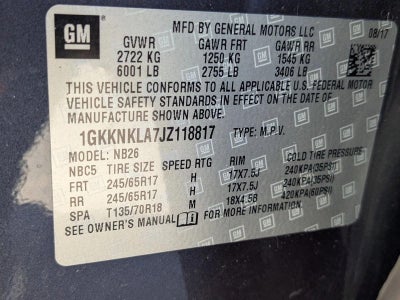 GM
MFD BY GENERAL MOTORS LLC 08/17
GVWR GAWR FRT GAWR RR
2722 KG 1250 KG 1545 KG
6001 LB 2755 LB 3406 LB
THIS VEHICLE CONFORMS TO ALL APPLICABLE U.S. FEDERAL MOTOR
VEHICLE SAFETY AND THEFT PREVENTION STANDARDS IN EFFECT ON THE DATE OF
MANUFACTURE SHOWN ABOVE.
1GKKNKLA7JZ118817 TYPE: M.P.V.
MODEL: NB26
NBC5 TIRE SIZE SPEED RTG RIM COLD TIRE PRESSURE
FRT 245/65R17 H 17X7.5J 240KPA(35PSI)
RR 245/65R17 H 17X7.5J 240KPA(35PSI)
SPA T135/70R18 M 18X4.5B 420KPA(60PSI)
SEE OWNER'S MANUAL FOR MORE INFORMATION.